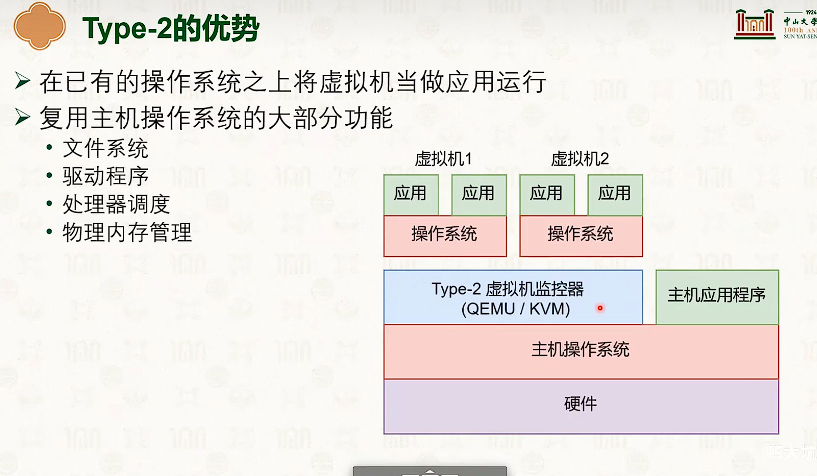 Type-2的优势
1924
中山大学
100th AN
SUN YAT-SEN
➢ 在已有的操作系统之上将虚拟机当做应用运行
➢ 复用主机操作系统的大部分功能
• 文件系统
• 驱动程序
• 处理器调度
• 物理内存管理
虚拟机1 虚拟机2
应用 应用 应用 应用
操作系统 操作系统
Type-2 虚拟机监控器
(QEMU / KVM)
主机应用程序
主机操作系统
硬件